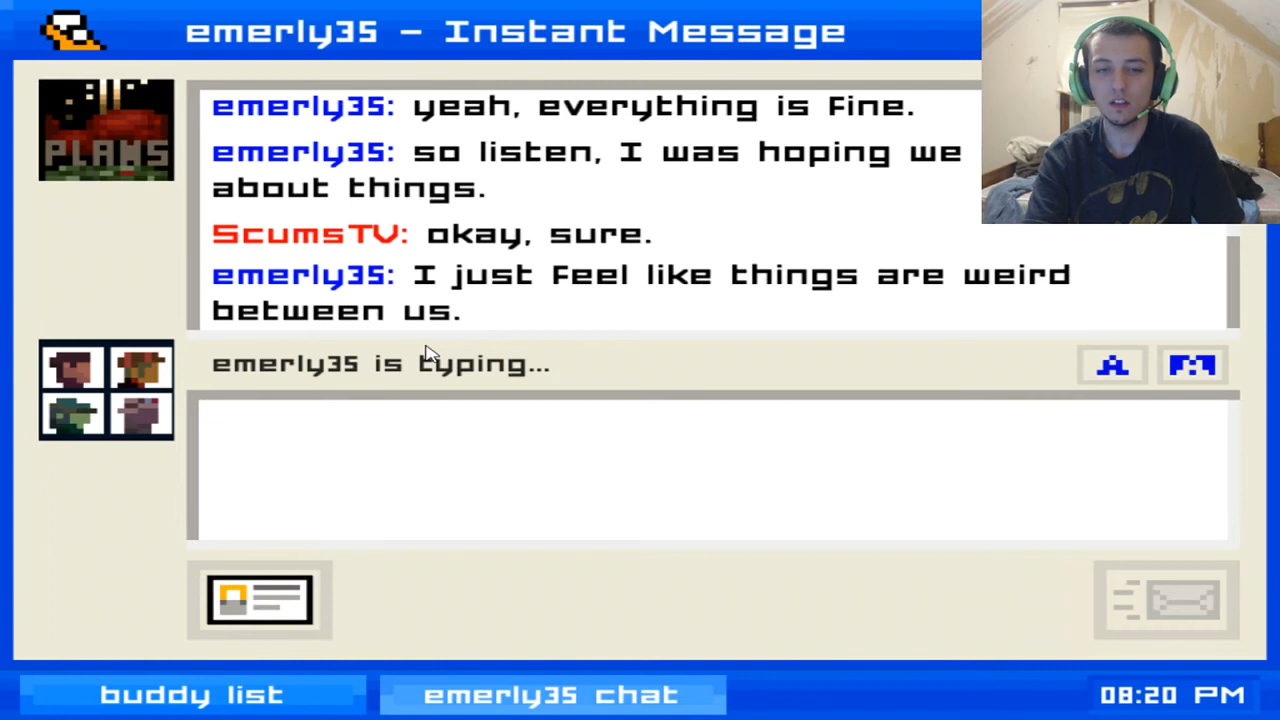 emerly35 - Instant Message
emerly35: yeah, everything is fine.
emerly35: so listen, I was hoping we
about things.
ScumsTV: okay, sure.
emerly35: I just feel like things are weird
between us.
PLAWS
emerly35 is typing...
A
buddy list
emerly35 chat
08:20 PM